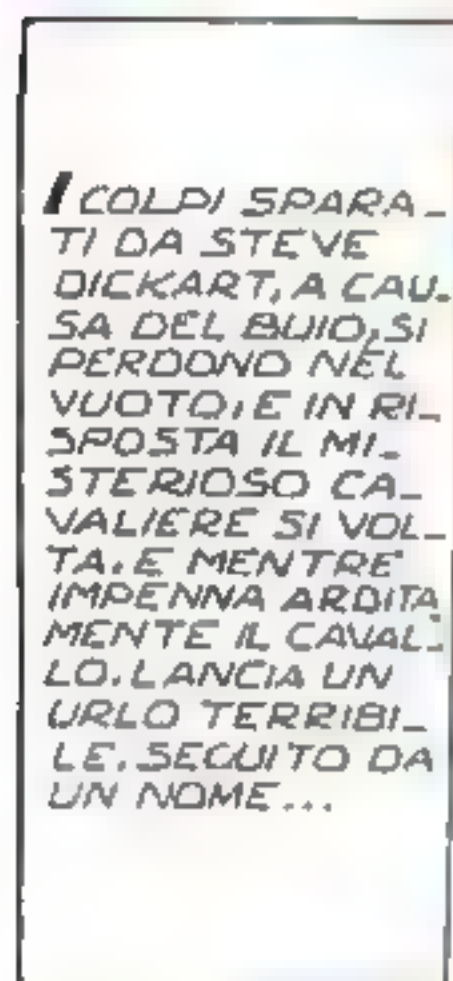 I COLPI SPARA-
TI DA STEVE
DICKART, A CAU-
SA DEL BUIO, SI
PERDONO NEL
VUOTO, E IN RI-
SPOSTA IL MI-
STERIOSO CA-
VALIERE SI VOL-
TA. E MENTRE
IMPENNA ARDITA
MENTE IL CAVAL-
LO. LANCIA UN
URLO TERRIBI-
LE. SEGUITO DA
UN NOME...